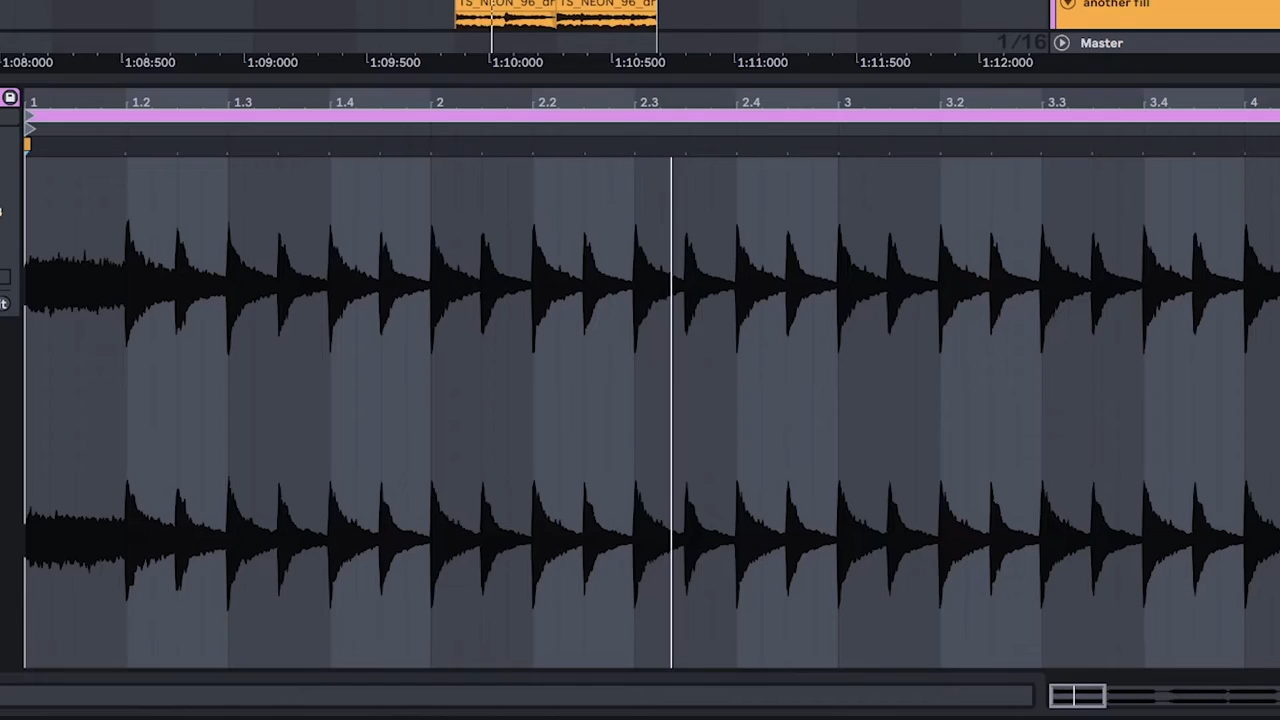 TS_NEON_96_dr TS_NEON_96_dr
another fill
1/16
Master
1:08:000 1:08:500 1:09:000 1:09:500 1:10:000 1:10:500 1:11:000 1:11:500 1:12:000
1 1.2 1.3 1.4 2 2.2 2.3 2.4 3 3.2 3.3 3.4 4